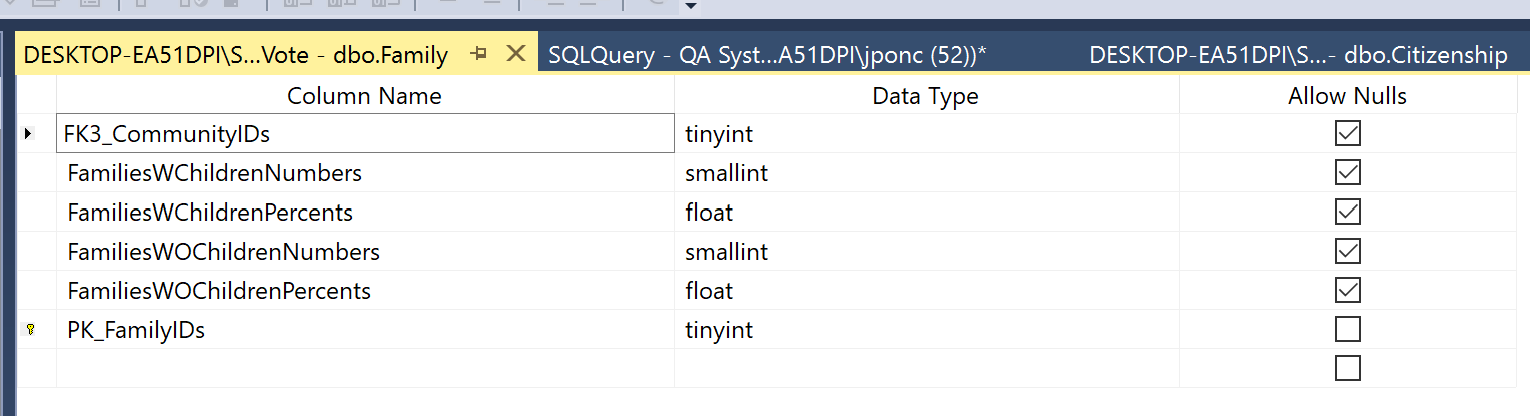 DESKTOP-EA51DPI\S...Vote - dbo.Family SQLQuery - QA Syst...A51DPI\jponc (52))* DESKTOP-EA51DPI\S...- dbo.Citizenship
Column Name Data Type Allow Nulls
FK3_CommunityIDs tinyint
FamiliesWChildrenNumbers smallint
FamiliesWChildrenPercents float
FamiliesWOChildrenNumbers smallint
FamiliesWOChildrenPercents float
PK_FamilyIDs tinyint